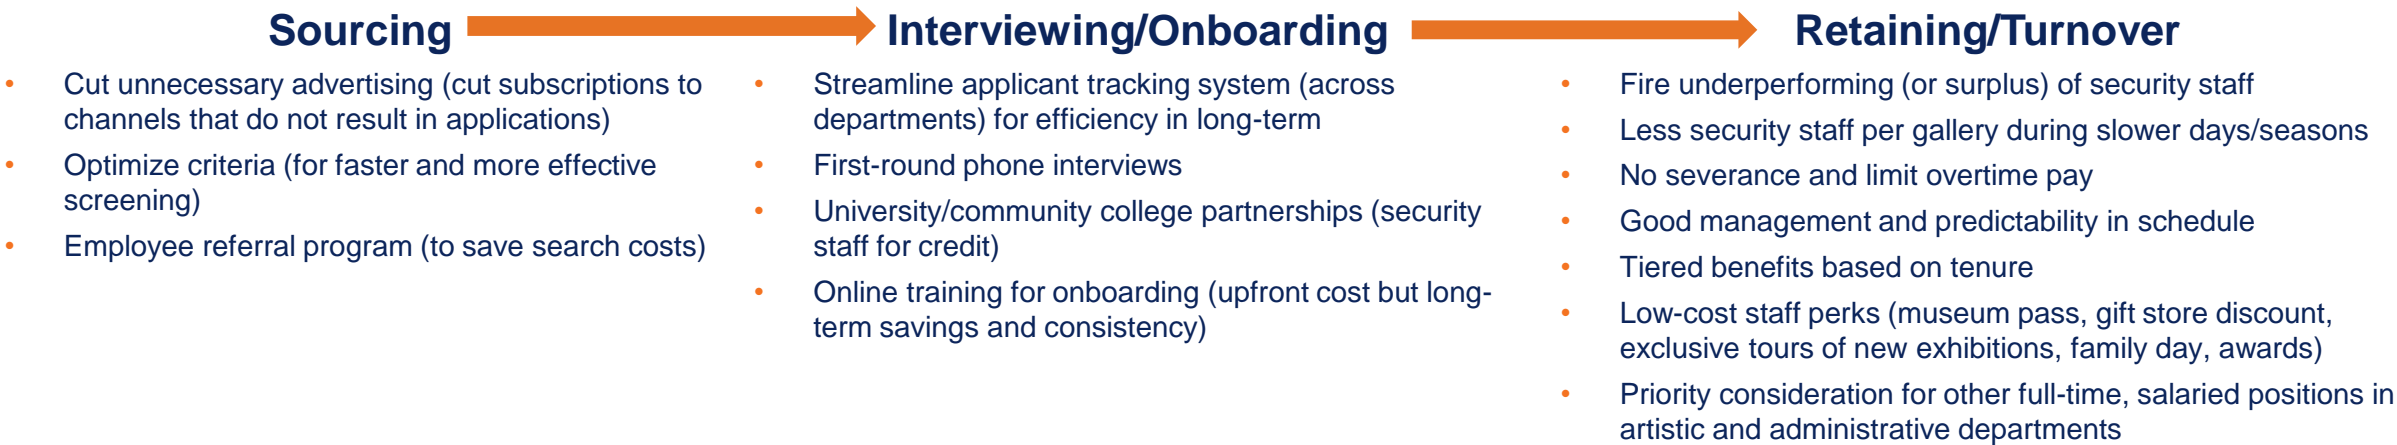 Sourcing
• Cut unnecessary advertising (cut subscriptions to
channels that do not result in applications)
• Optimize criteria (for faster and more effective
screening)
• Employee referral program (to save search costs)
Interviewing/Onboarding
• Streamline applicant tracking system (across
departments) for efficiency in long-term
• First-round phone interviews
• University/community college partnerships (security
staff for credit)
• Online training for onboarding (upfront cost but long-
term savings and consistency)
Retaining/Turnover
• Fire underperforming (or surplus) of security staff
• Less security staff per gallery during slower days/seasons
• No severance and limit overtime pay
• Good management and predictability in schedule
• Tiered benefits based on tenure
• Low-cost staff perks (museum pass, gift store discount,
exclusive tours of new exhibitions, family day, awards)
• Priority consideration for other full-time, salaried positions in
artistic and administrative departments